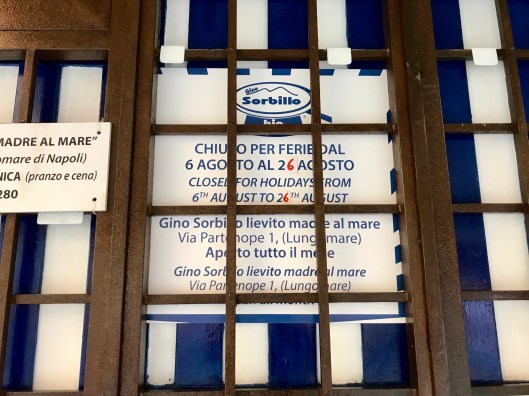 Gino
Sorbillo
CHIUSO PER FERIE DAL
6 AGOSTO AL 26 AGOSTO
CLOSED FOR HOLIDAYS FROM
6TH AUGUST TO 26TH AUGUST
Gino Sorbillo lievito madre al mare
Via Partenope 1, (Lungomare)
Aperto tutto il mese
Gino Sorbillo lievito madre al mare
Via Partenope 1, (Lungomare)
MADRE AL MARE"
omare di Napoli)
NICA (pranzo e cena)
280